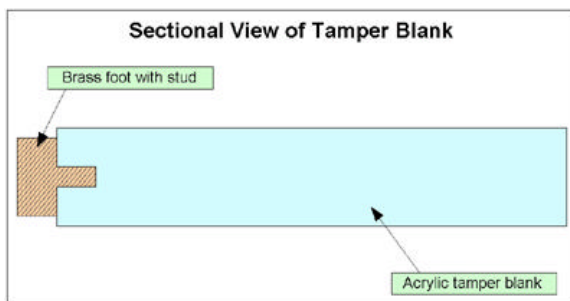 Sectional View of Tamper Blank
Brass foot with stud
Acrylic tamper blank